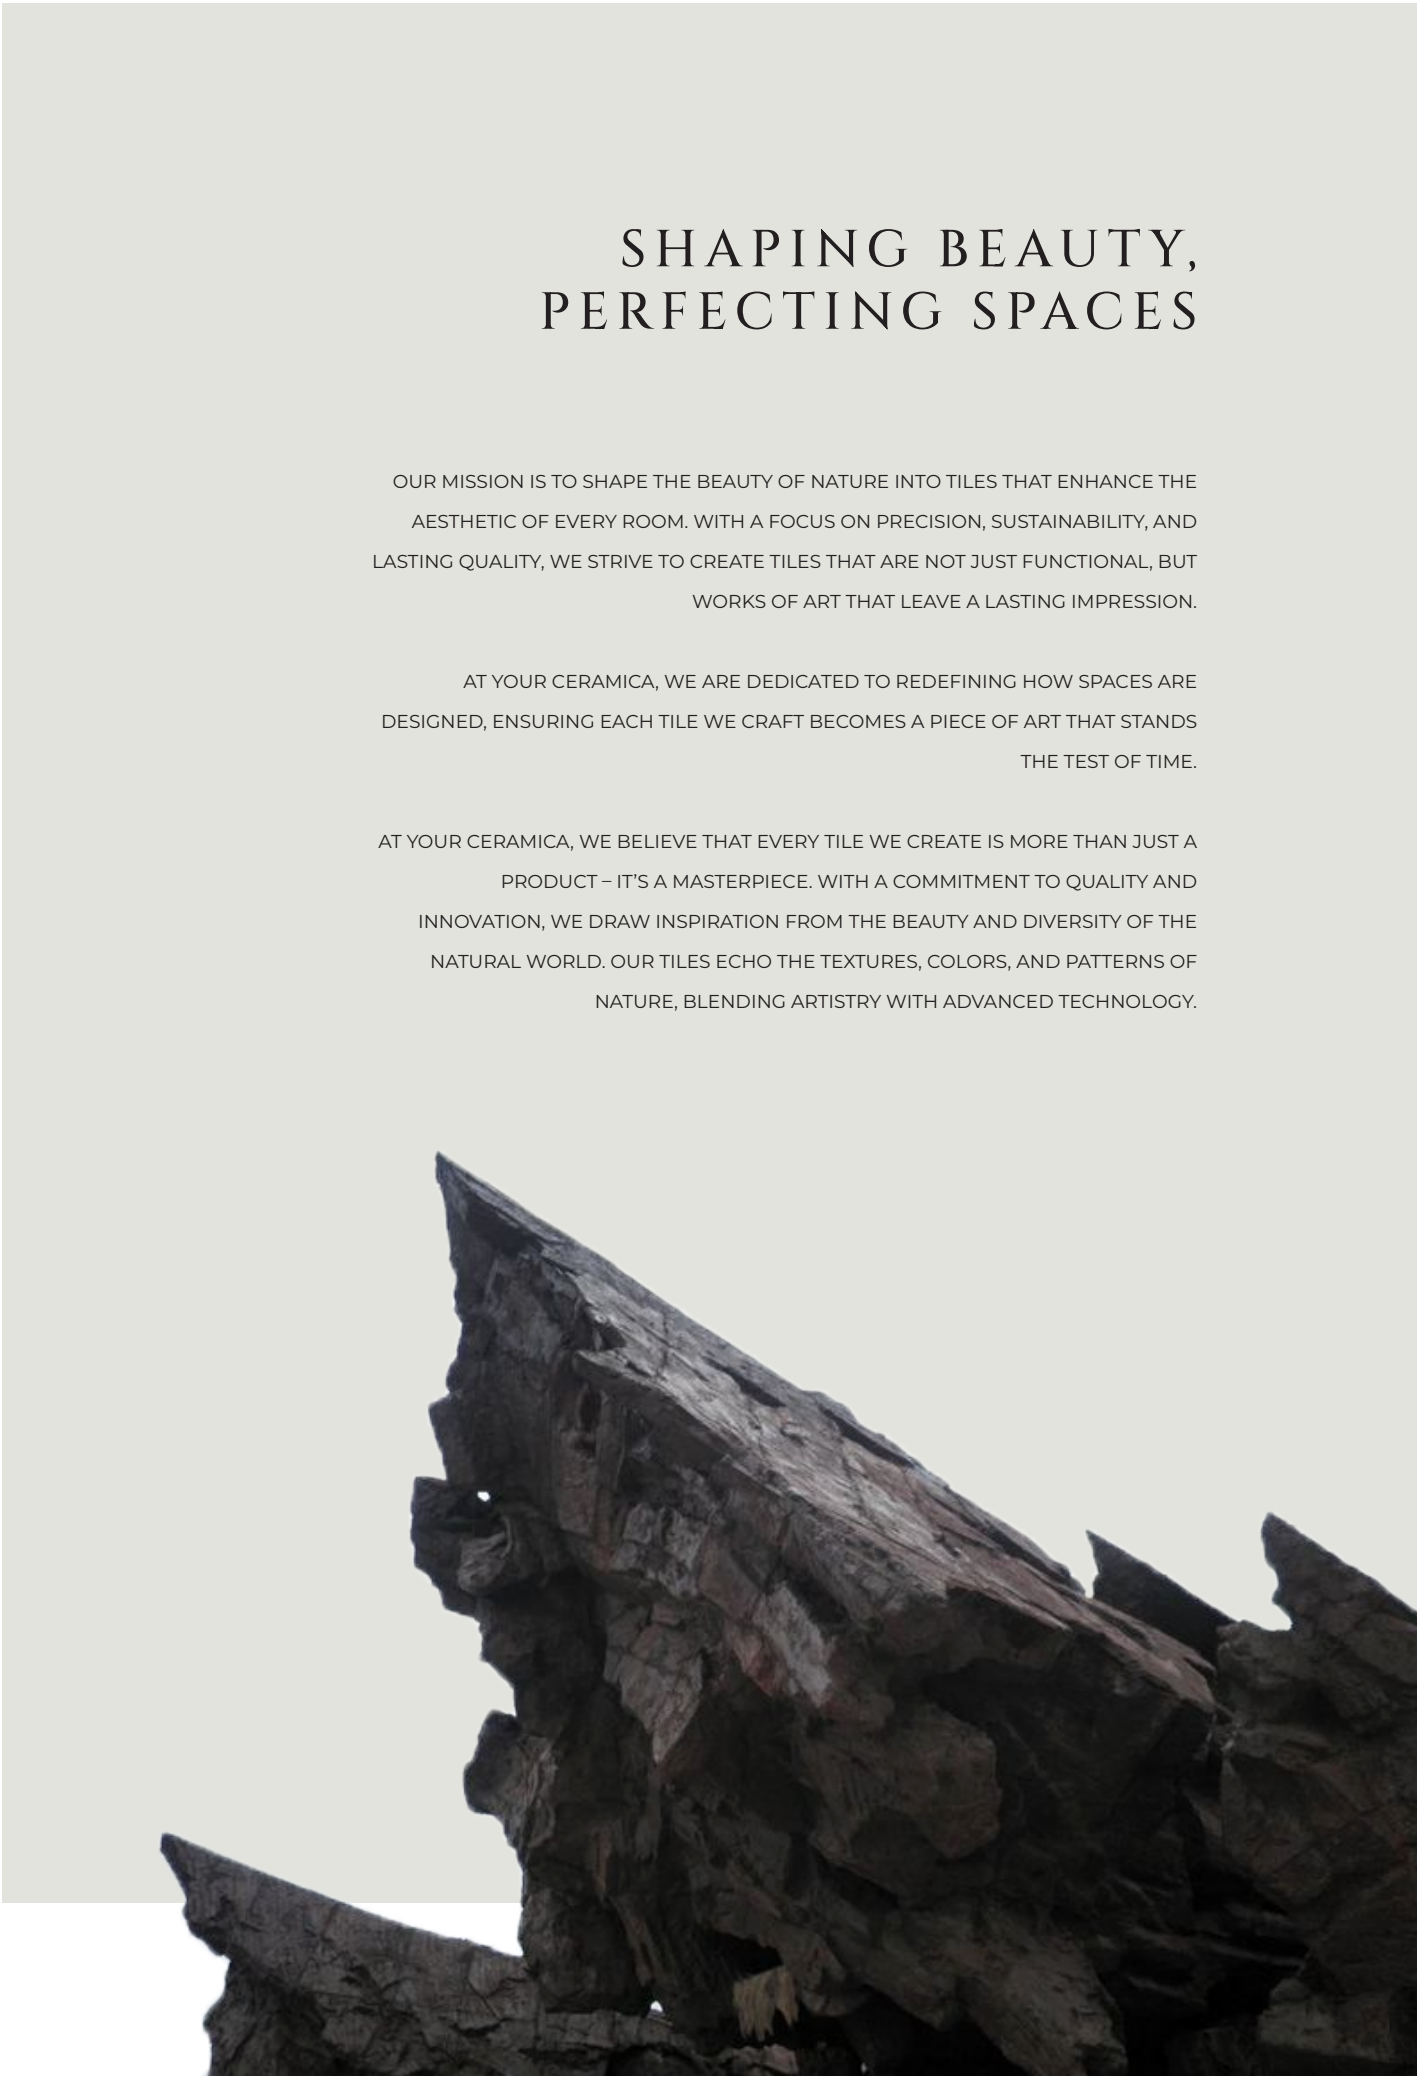 SHAPING BEAUTY,
PERFECTING SPACES
OUR MISSION IS TO SHAPE THE BEAUTY OF NATURE INTO TILES THAT ENHANCE THE
AESTHETIC OF EVERY ROOM. WITH A FOCUS ON PRECISION, SUSTAINABILITY, AND
LASTING QUALITY, WE STRIVE TO CREATE TILES THAT ARE NOT JUST FUNCTIONAL, BUT
WORKS OF ART THAT LEAVE A LASTING IMPRESSION.
AT YOUR CERAMICA, WE ARE DEDICATED TO REDEFINING HOW SPACES ARE
DESIGNED, ENSURING EACH TILE WE CRAFT BECOMES A PIECE OF ART THAT STANDS
THE TEST OF TIME.
AT YOUR CERAMICA, WE BELIEVE THAT EVERY TILE WE CREATE IS MORE THAN JUST A
PRODUCT – IT’S A MASTERPIECE. WITH A COMMITMENT TO QUALITY AND
INNOVATION, WE DRAW INSPIRATION FROM THE BEAUTY AND DIVERSITY OF THE
NATURAL WORLD. OUR TILES ECHO THE TEXTURES, COLORS, AND PATTERNS OF
NATURE, BLENDING ARTISTRY WITH ADVANCED TECHNOLOGY.